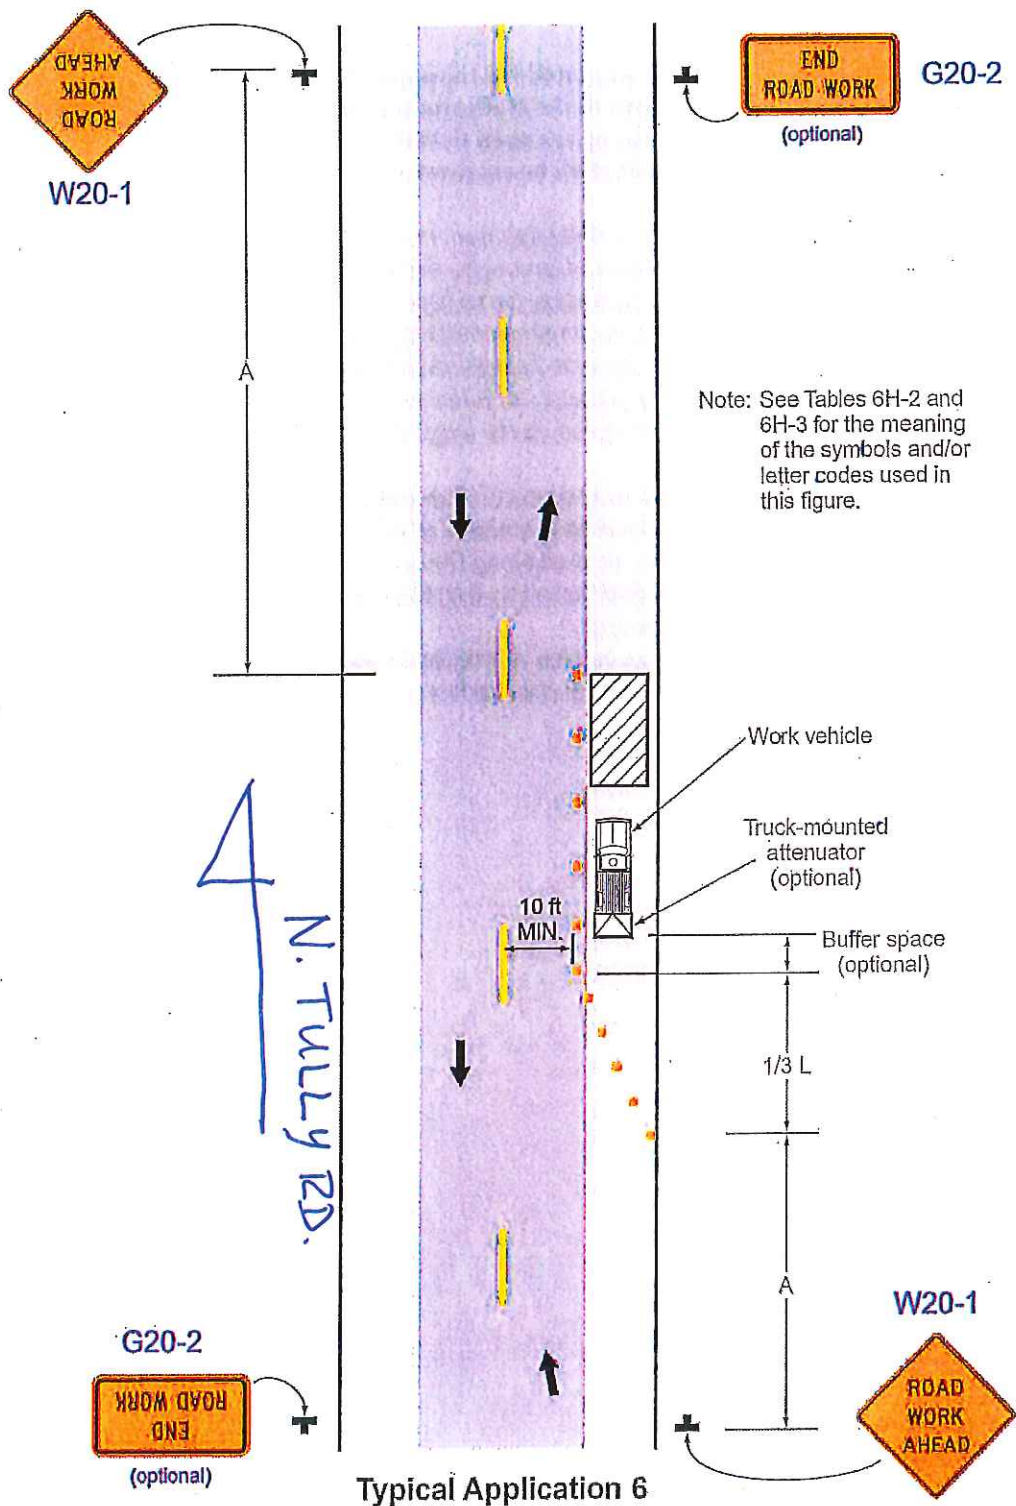 ROAD
WORK
AHEAD
W20-1
END
ROAD WORK
(optional)
G20-2
A
Note: See Tables 6H-2 and
6H-3 for the meaning
of the symbols and/or
letter codes used in
this figure.
Work vehicle
Truck-mounted
attenuator
(optional)
10 ft
MIN.
Buffer space
(optional)
1/3 L
N. TULLY RD.
A
W20-1
ROAD
WORK
AHEAD
G20-2
END
ROAD WORK
(optional)
Typical Application 6